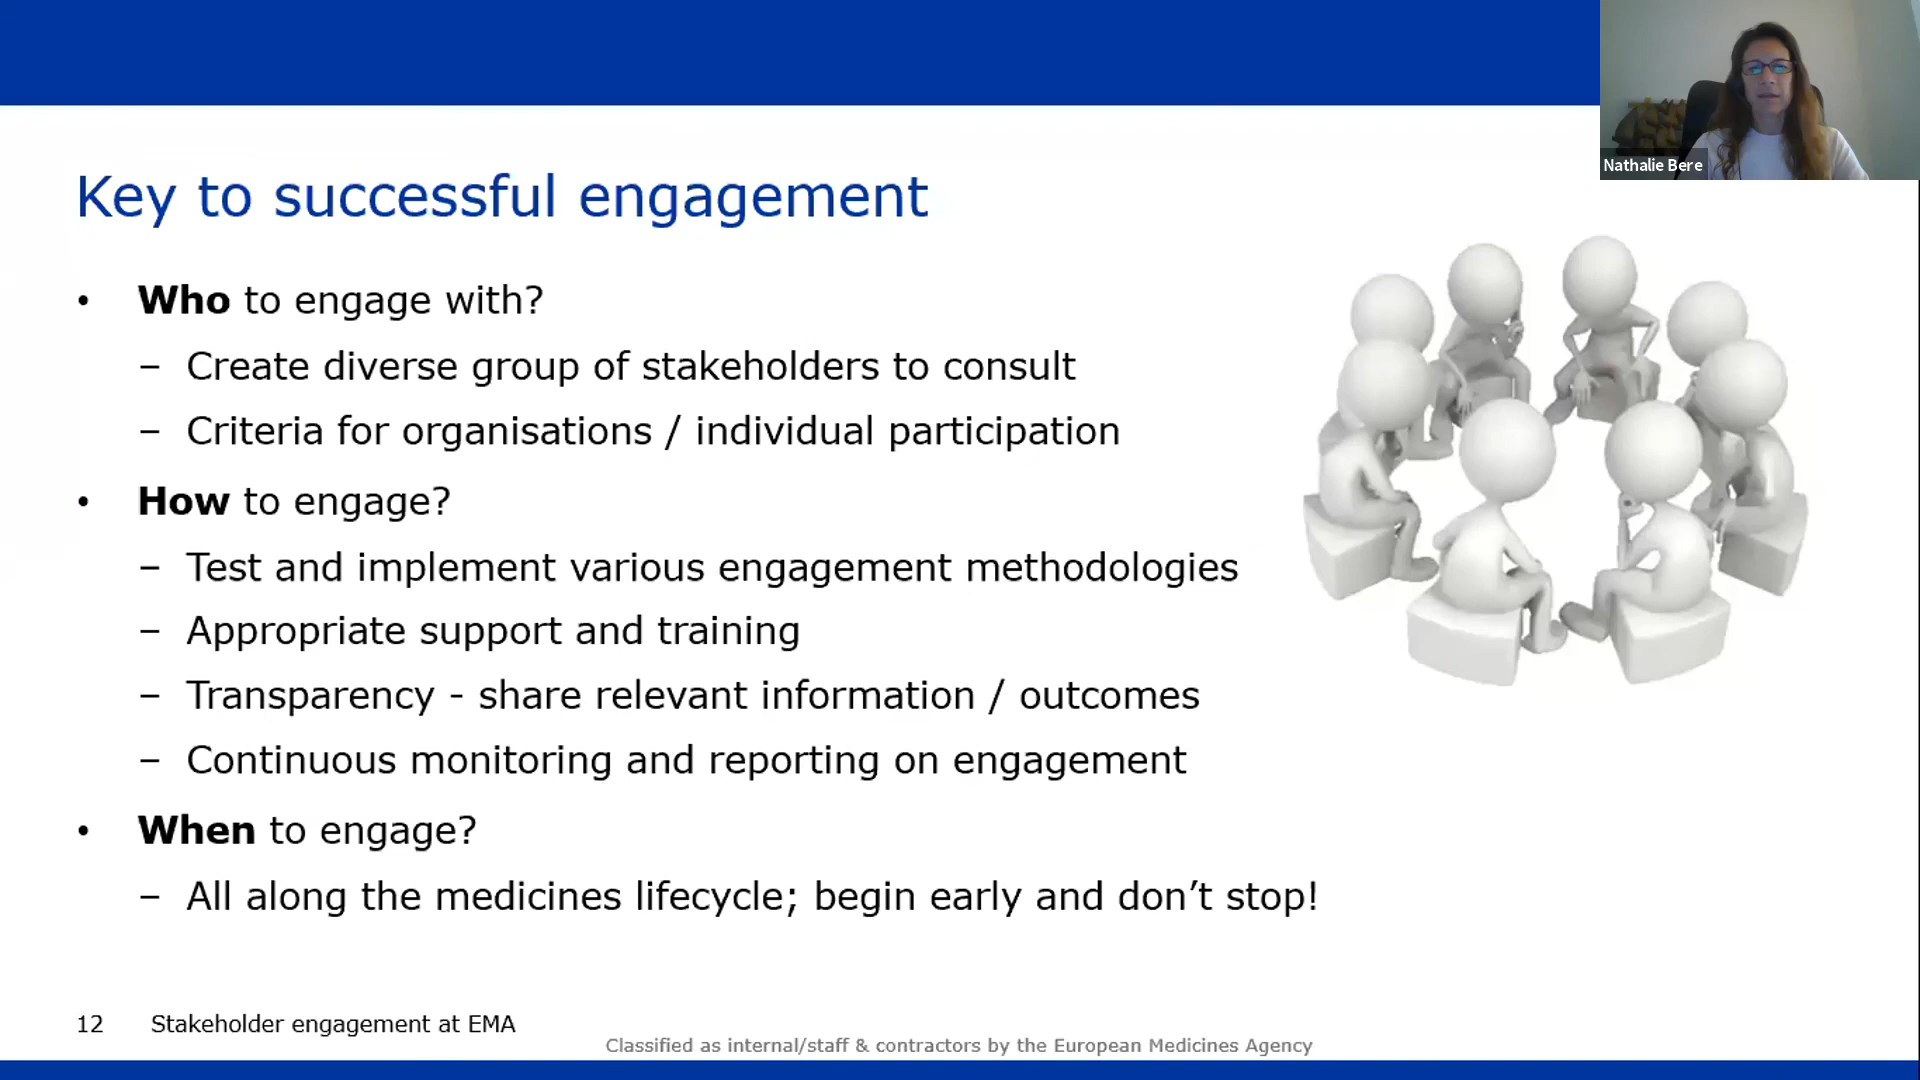 Nathalie Bere
Key to successful engagement
• Who to engage with?
– Create diverse group of stakeholders to consult
– Criteria for organisations / individual participation
• How to engage?
– Test and implement various engagement methodologies
– Appropriate support and training
– Transparency - share relevant information / outcomes
– Continuous monitoring and reporting on engagement
• When to engage?
– All along the medicines lifecycle; begin early and don’t stop!
12 Stakeholder engagement at EMA
Classified as internal/staff & contractors by the European Medicines Agency